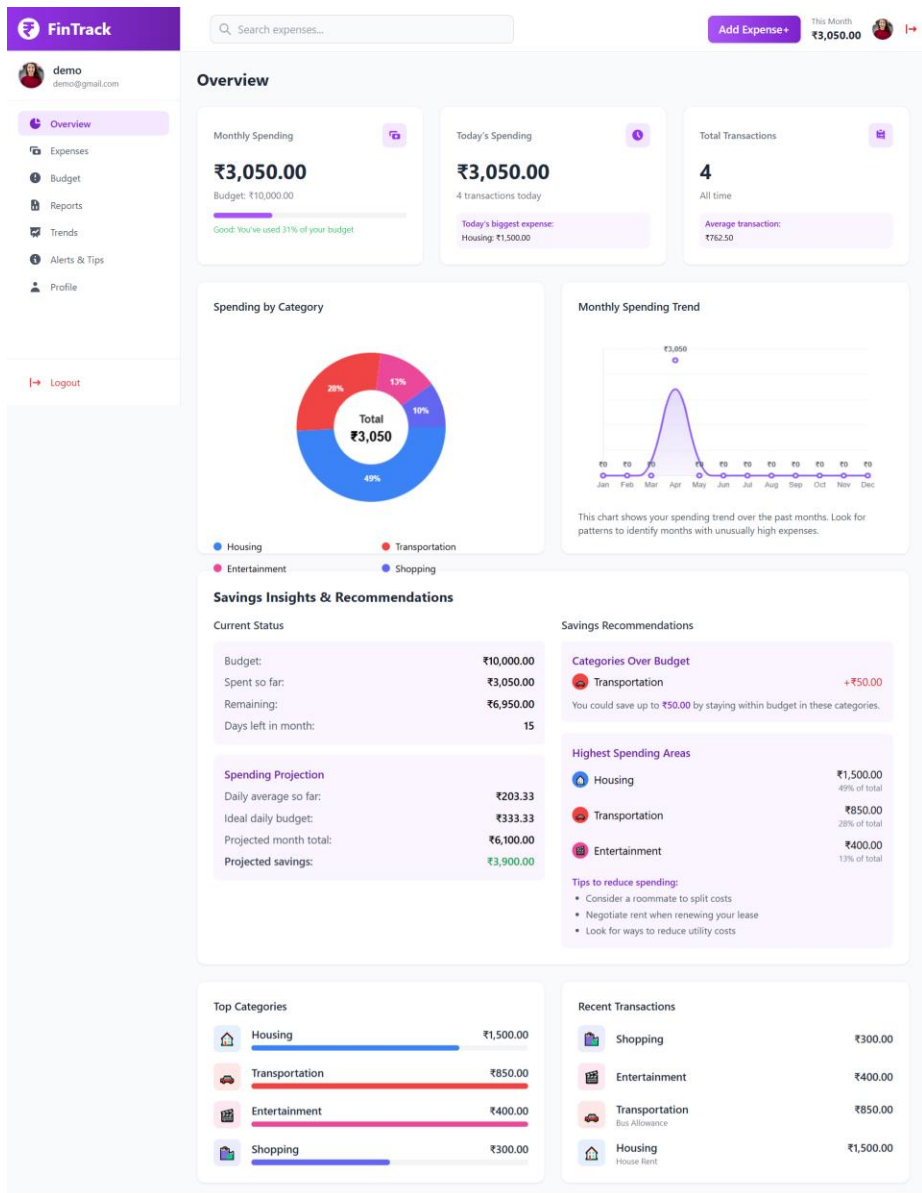 FinTrack
Search expenses...
Add Expense+
This Month
₹3,050.00
demo
demo@gmail.com
Overview
Expenses
Budget
Reports
Trends
Alerts & Tips
Profile
Logout
Overview
Monthly Spending
₹3,050.00
Budget: ₹10,000.00
Good: You've used 31% of your budget
Today's Spending
₹3,050.00
4 transactions today
Today's biggest expense:
Housing: ₹1,500.00
Total Transactions
4
All time
Average transaction:
₹762.50
Spending by Category
28%
13%
10%
49%
Total
₹3,050
Housing
Transportation
Entertainment
Shopping
Monthly Spending Trend
₹3,050
₹0 ₹0 ₹0 ₹0 ₹0 ₹0 ₹0 ₹0 ₹0 ₹0 ₹0
Jan Feb Mar Apr May Jun Jul Aug Sep Oct Nov Dec
This chart shows your spending trend over the past months. Look for
patterns to identify months with unusually high expenses.
Savings Insights & Recommendations
Current Status
Budget: ₹10,000.00
Spent so far: ₹3,050.00
Remaining: ₹6,950.00
Days left in month: 15
Spending Projection
Daily average so far: ₹203.33
Ideal daily budget: ₹333.33
Projected month total: ₹6,100.00
Projected savings: ₹3,900.00
Savings Recommendations
Categories Over Budget
Transportation +₹50.00
You could save up to ₹50.00 by staying within budget in these categories.
Highest Spending Areas
Housing ₹1,500.00
49% of total
Transportation ₹850.00
28% of total
Entertainment ₹400.00
13% of total
Tips to reduce spending:
• Consider a roommate to split costs
• Negotiate rent when renewing your lease
• Look for ways to reduce utility costs
Top Categories
Housing ₹1,500.00
Transportation ₹850.00
Entertainment ₹400.00
Shopping ₹300.00
Recent Transactions
Shopping ₹300.00
Entertainment ₹400.00
Transportation ₹850.00
Bus Allowance
Housing ₹1,500.00
House Rent